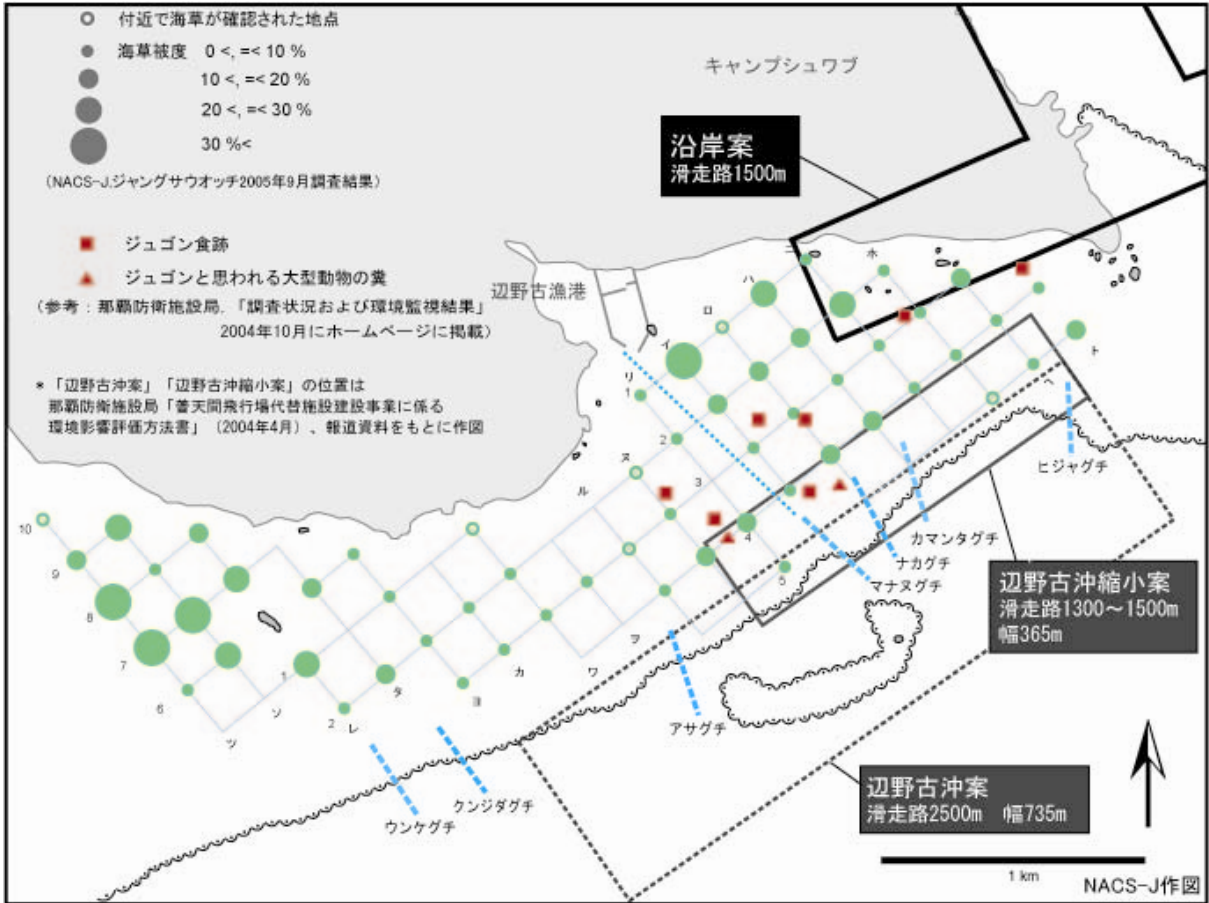 付近で海草が確認された地点
海草被度 0 <, =< 10 %
10 <, =< 20 %
20 <, =< 30 %
30 %<
(NACS-J.ジャングサウオッチ2005年9月調査結果)
ジュゴン食跡
ジュゴンと思われる大型動物の糞
(参考:那覇防衛施設局.「調査状況および環境監視結果」
2004年10月にホームページに掲載)
*「辺野古沖案」「辺野古沖縮小案」の位置は
那覇防衛施設局「普天間飛行場代替施設建設事業に係る
環境影響評価方法書」(2004年4月)、報道資料をもとに作図
キャンプシュワブ
沿岸案
滑走路1500m
辺野古漁港
ニ
ホ
ハ
ロ
イ
リ
1
ト
ヘ
2
ヌ
3
ル
4
5
ヒジャグチ
カマンタグチ
ナカグチ
マナヌグチ
辺野古沖縮小案
滑走路1300~1500m
幅365m
10
9
8
7
6
ツ
ソ
1
2
レ
タ
ヨ
カ
ワ
ヲ
アサグチ
クンジダグチ
ウンケグチ
辺野古沖案
滑走路2500m 幅735m
1 km
NACS-J作図